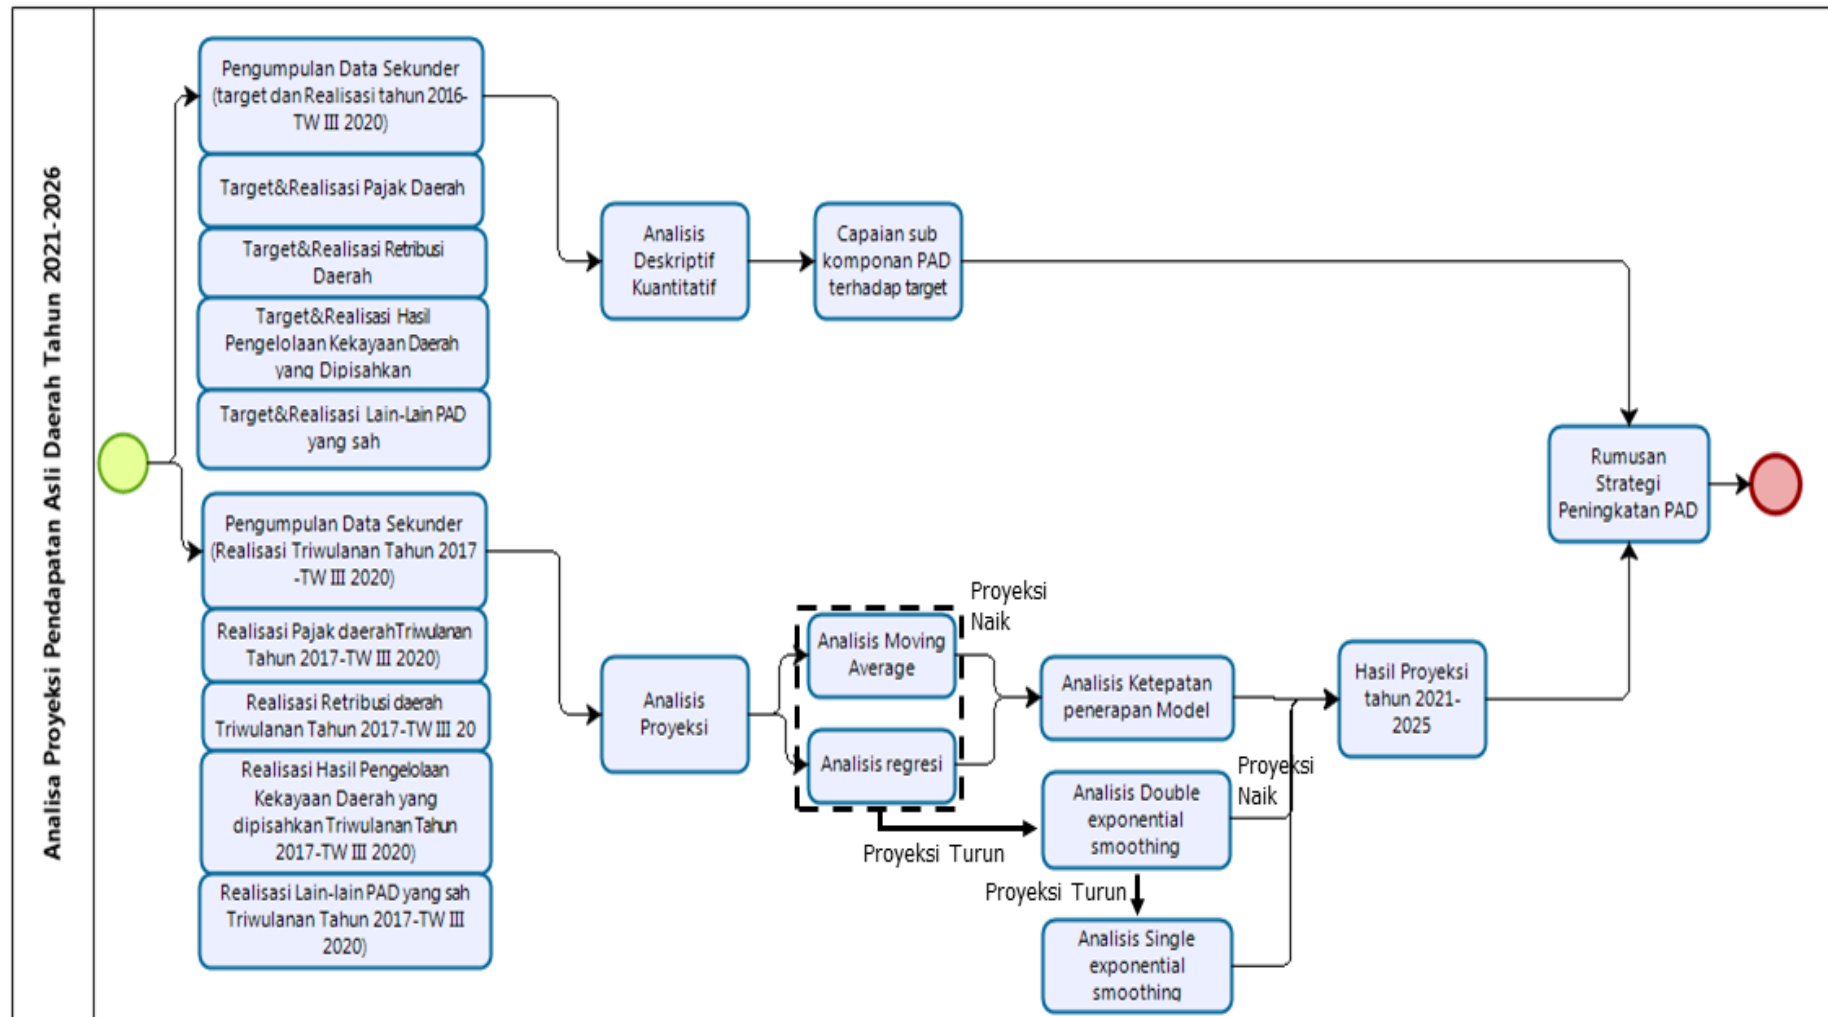 Analisa Proyeksi Pendapatan Asli Daerah Tahun 2021-2026
Pengumpulan Data Sekunder
(target dan Realisasi tahun 2016-
TW III 2020)
Target&Realisasi Pajak Daerah
Target&Realisasi Retribusi
Daerah
Target&Realisasi Hasil
Pengelolaan Kekayaan Daerah
yang Dipisahkan
Target&Realisasi Lain-Lain PAD
yang sah
Analisis
Deskriptif
Kuantitatif
Capaian sub
komponan PAD
terhadap target
Pengumpulan Data Sekunder
(Realisasi Triwulanan Tahun 2017
-TW III 2020)
Realisasi Pajak daerahTriwulanan
Tahun 2017-TW III 2020)
Realisasi Retribusi daerah
Triwulanan Tahun 2017-TW III 20
Realisasi Hasil Pengelolaan
Kekayaan Daerah yang
dipisahkan Triwulanan Tahun
2017-TW III 2020)
Realisasi Lain-lain PAD yang sah
Triwulanan Tahun 2017-TW III
2020)
Analisis
Proyeksi
Analisis Moving
Average
Analisis regresi
Proyeksi
Naik
Proyeksi Turun
Analisis Ketepatan
penerapan Model
Analisis Double
exponential
smoothing
Proyeksi Turun
Analisis Single
exponential
smoothing
Proyeksi
Naik
Hasil Proyeksi
tahun 2021-
2025
Rumusan
Strategi
Peningkatan PAD